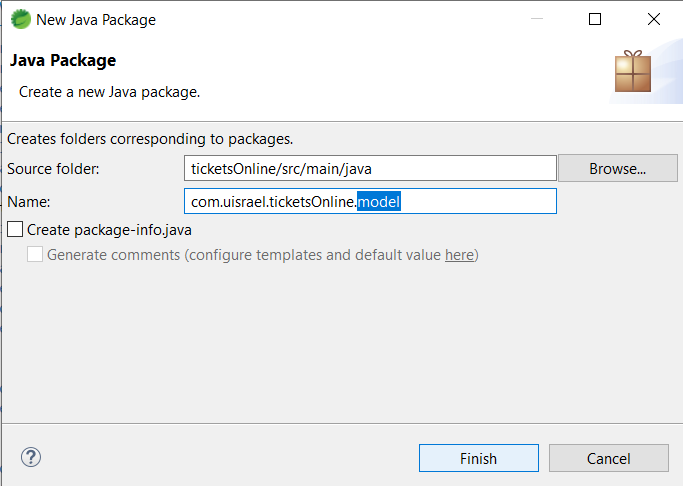 New Java Package
Java Package
Create a new Java package.
Creates folders corresponding to packages.
Source folder: ticketsOnline/src/main/java Browse...
Name: com.uisrael.ticketsOnline.model
Create package-info.java
Generate comments (configure templates and default value here)
? Finish Cancel